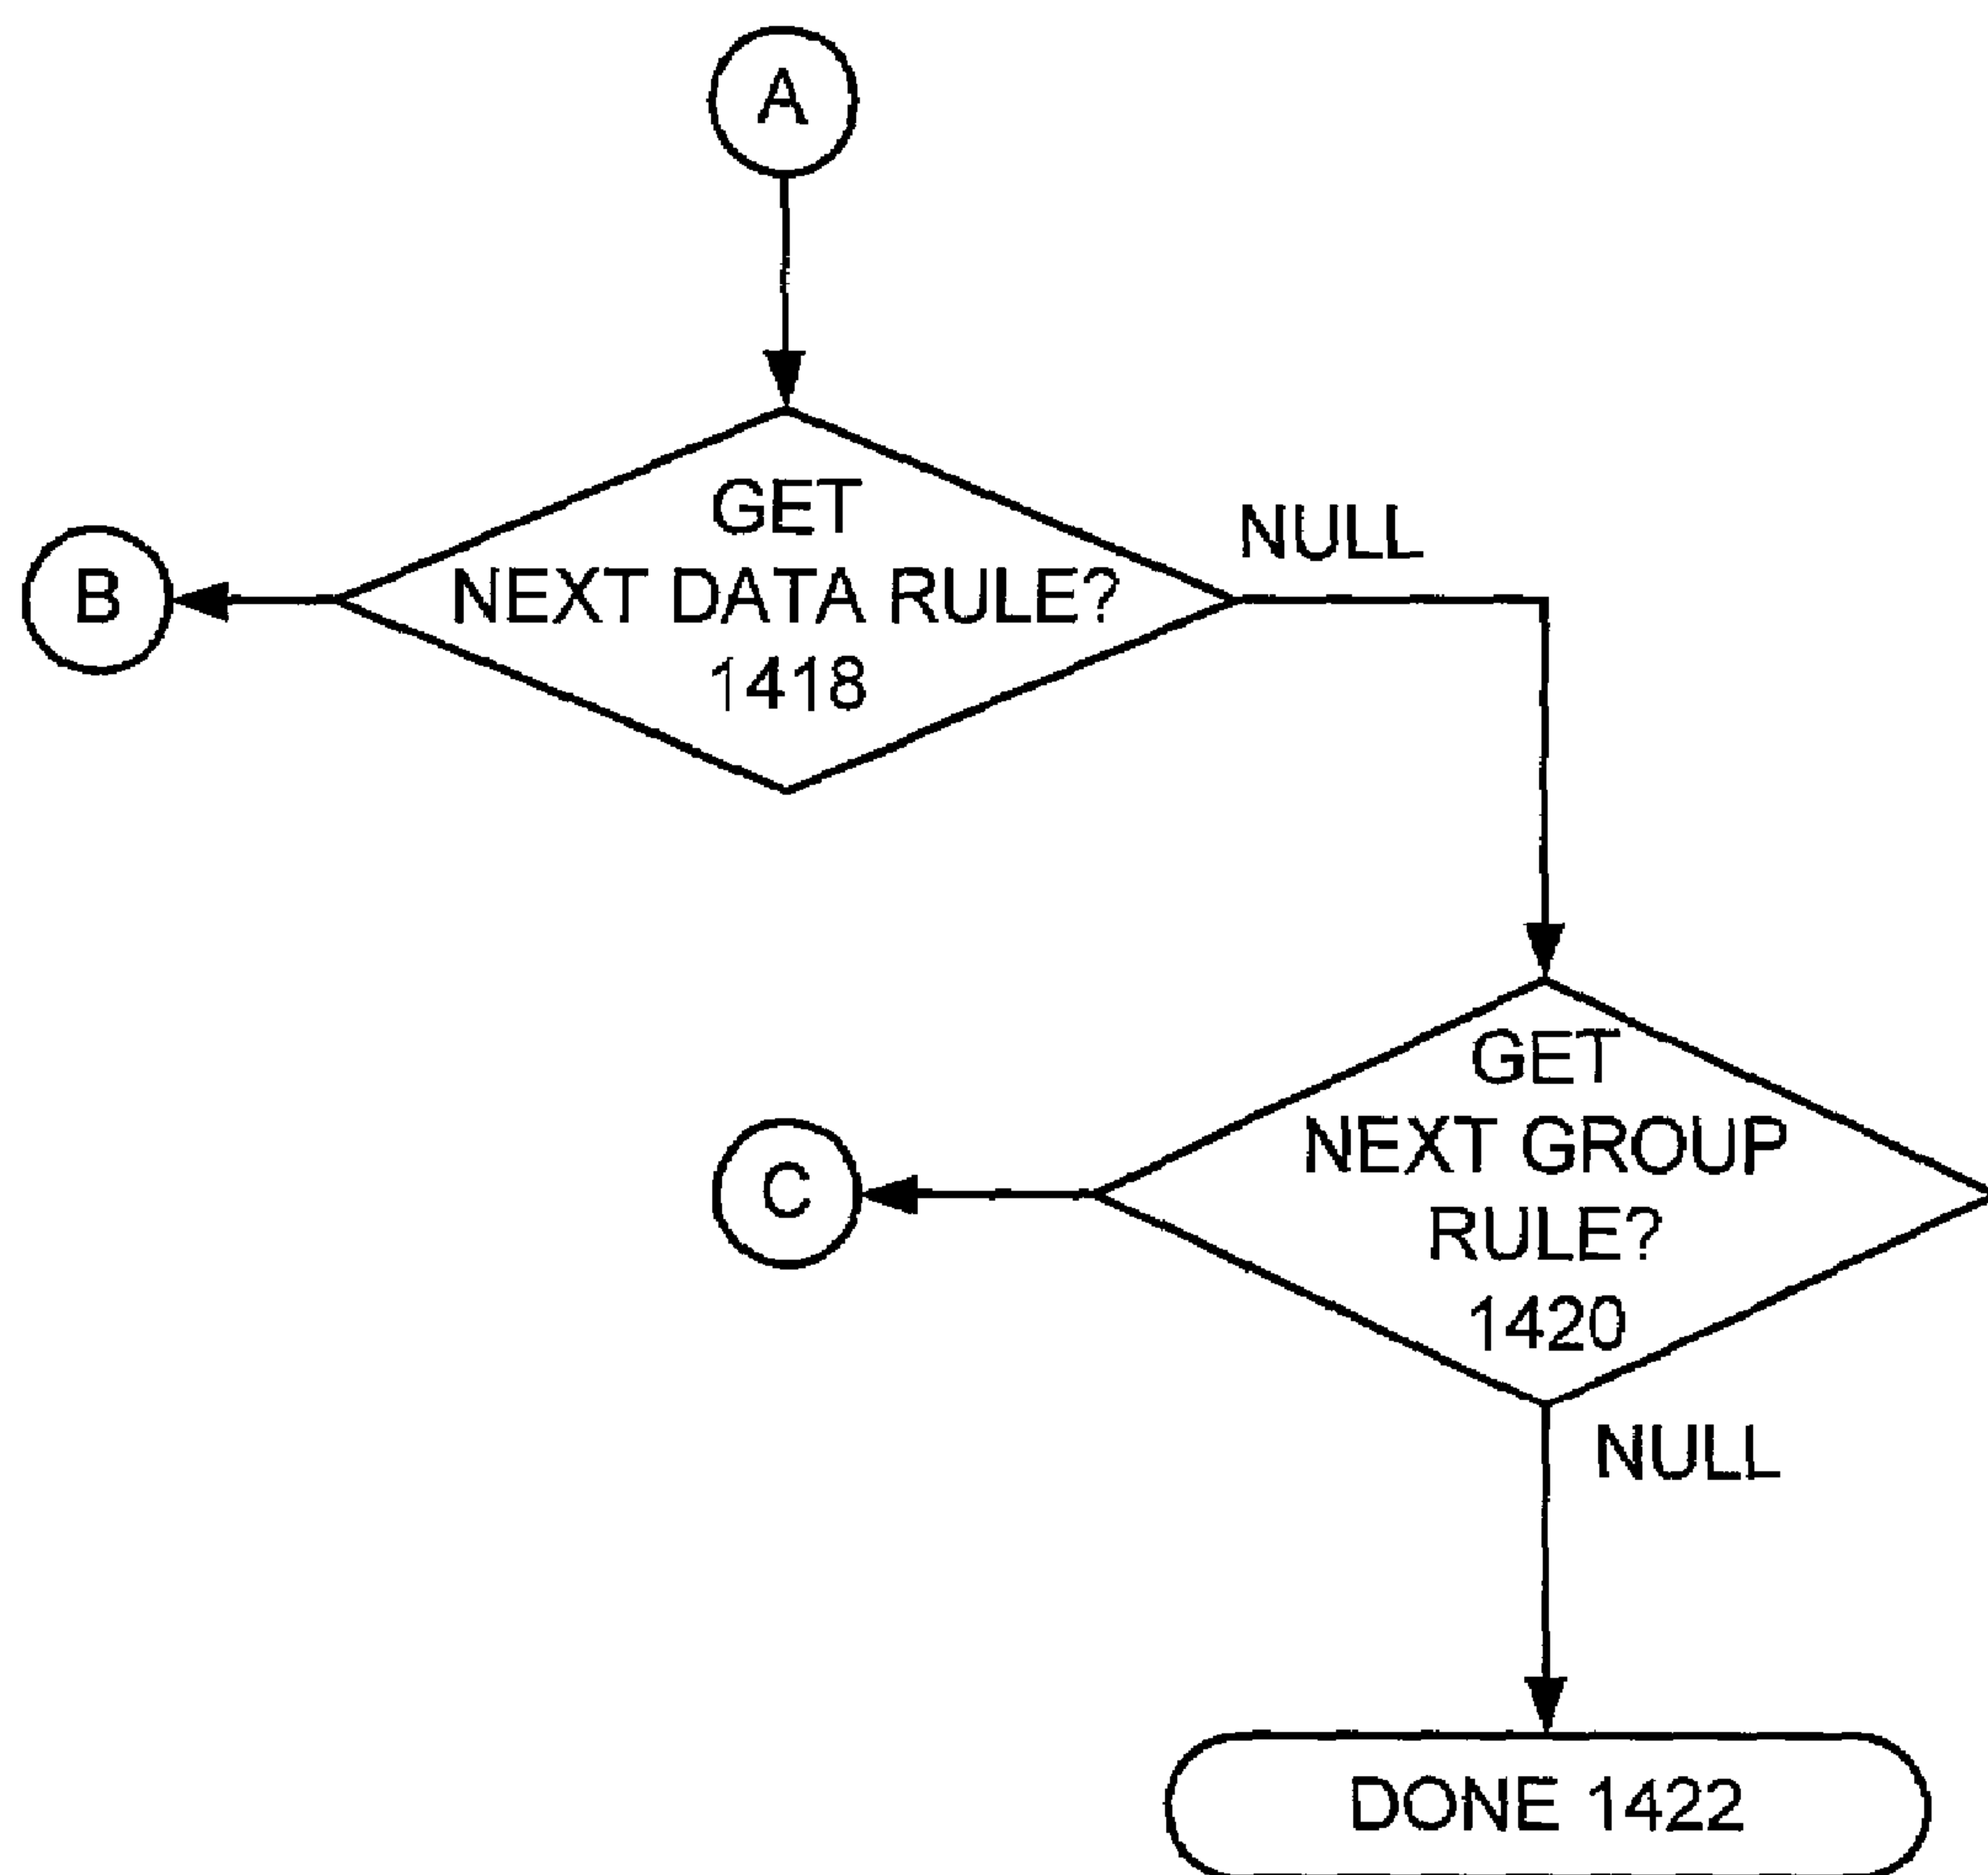 A
GET
NEXT DATA RULE?
1418
NULL
B
GET
NEXT GROUP
RULE?
1420
C
NULL
DONE 1422